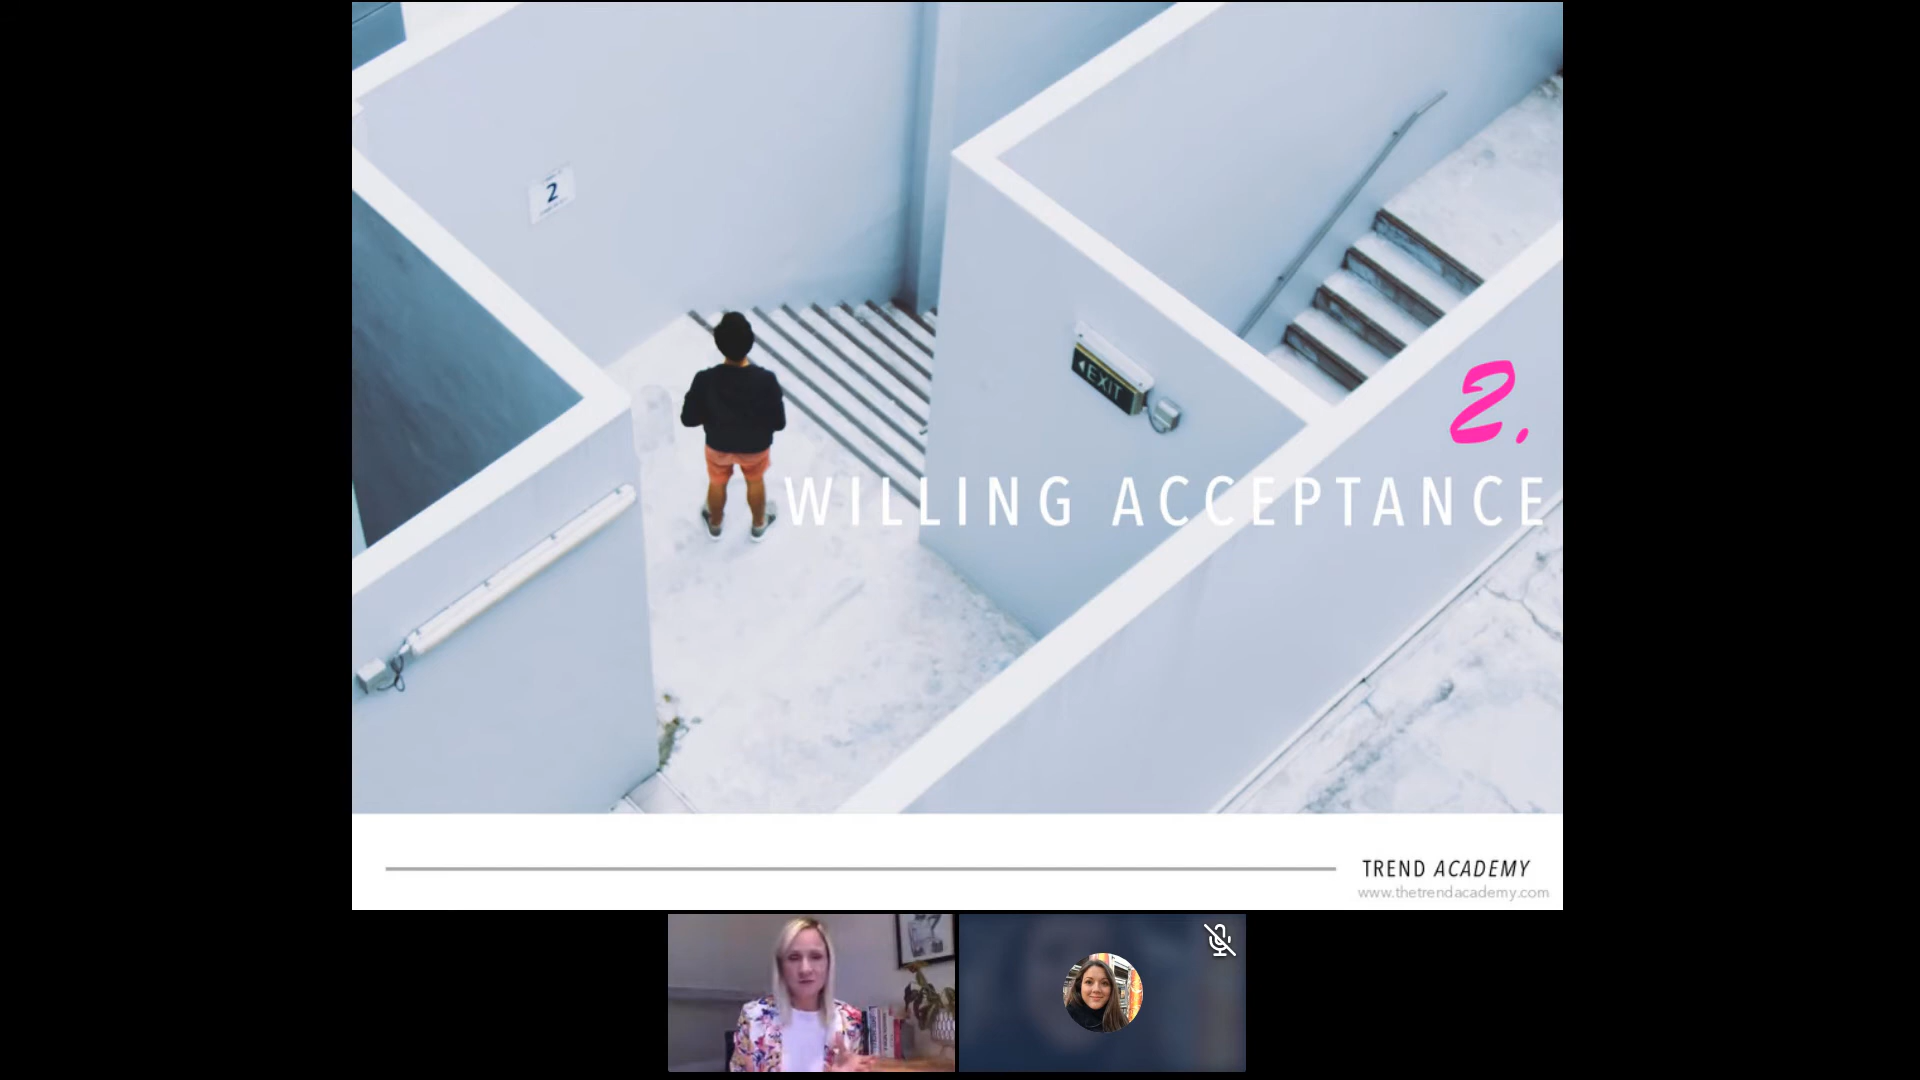 2
EXIT
2.
WILLING ACCEPTANCE
TREND ACADEMY
www.thetrendacademy.com